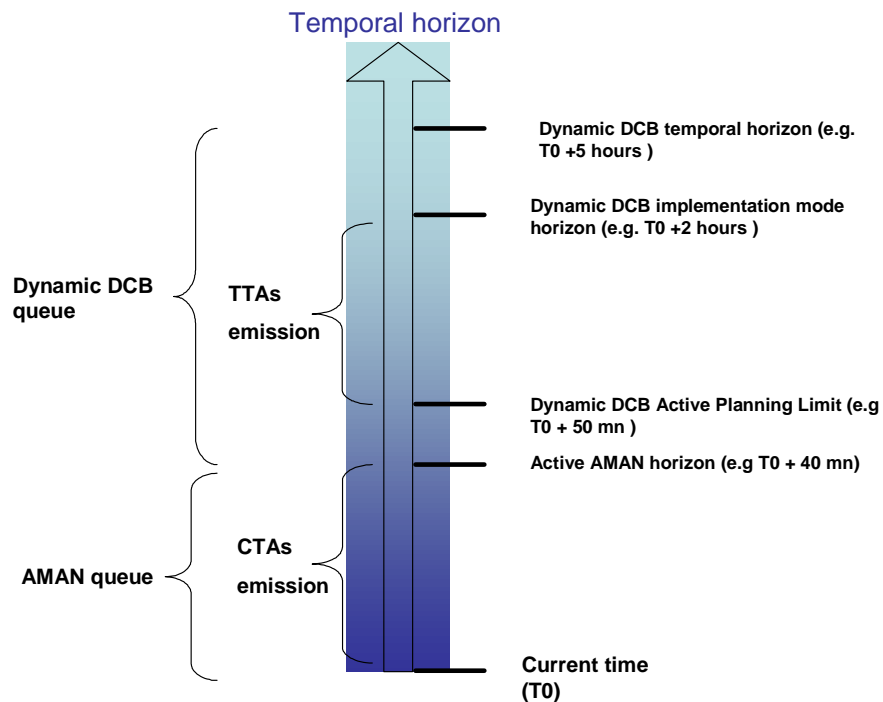 Temporal horizon
Dynamic DCB temporal horizon (e.g.
T0 +5 hours )
Dynamic DCB implementation mode
horizon (e.g. T0 +2 hours )
Dynamic DCB
queue
TTAs
emission
Dynamic DCB Active Planning Limit (e.g
T0 + 50 mn )
Active AMAN horizon (e.g T0 + 40 mn)
AMAN queue
CTAs
emission
Current time
(T0)